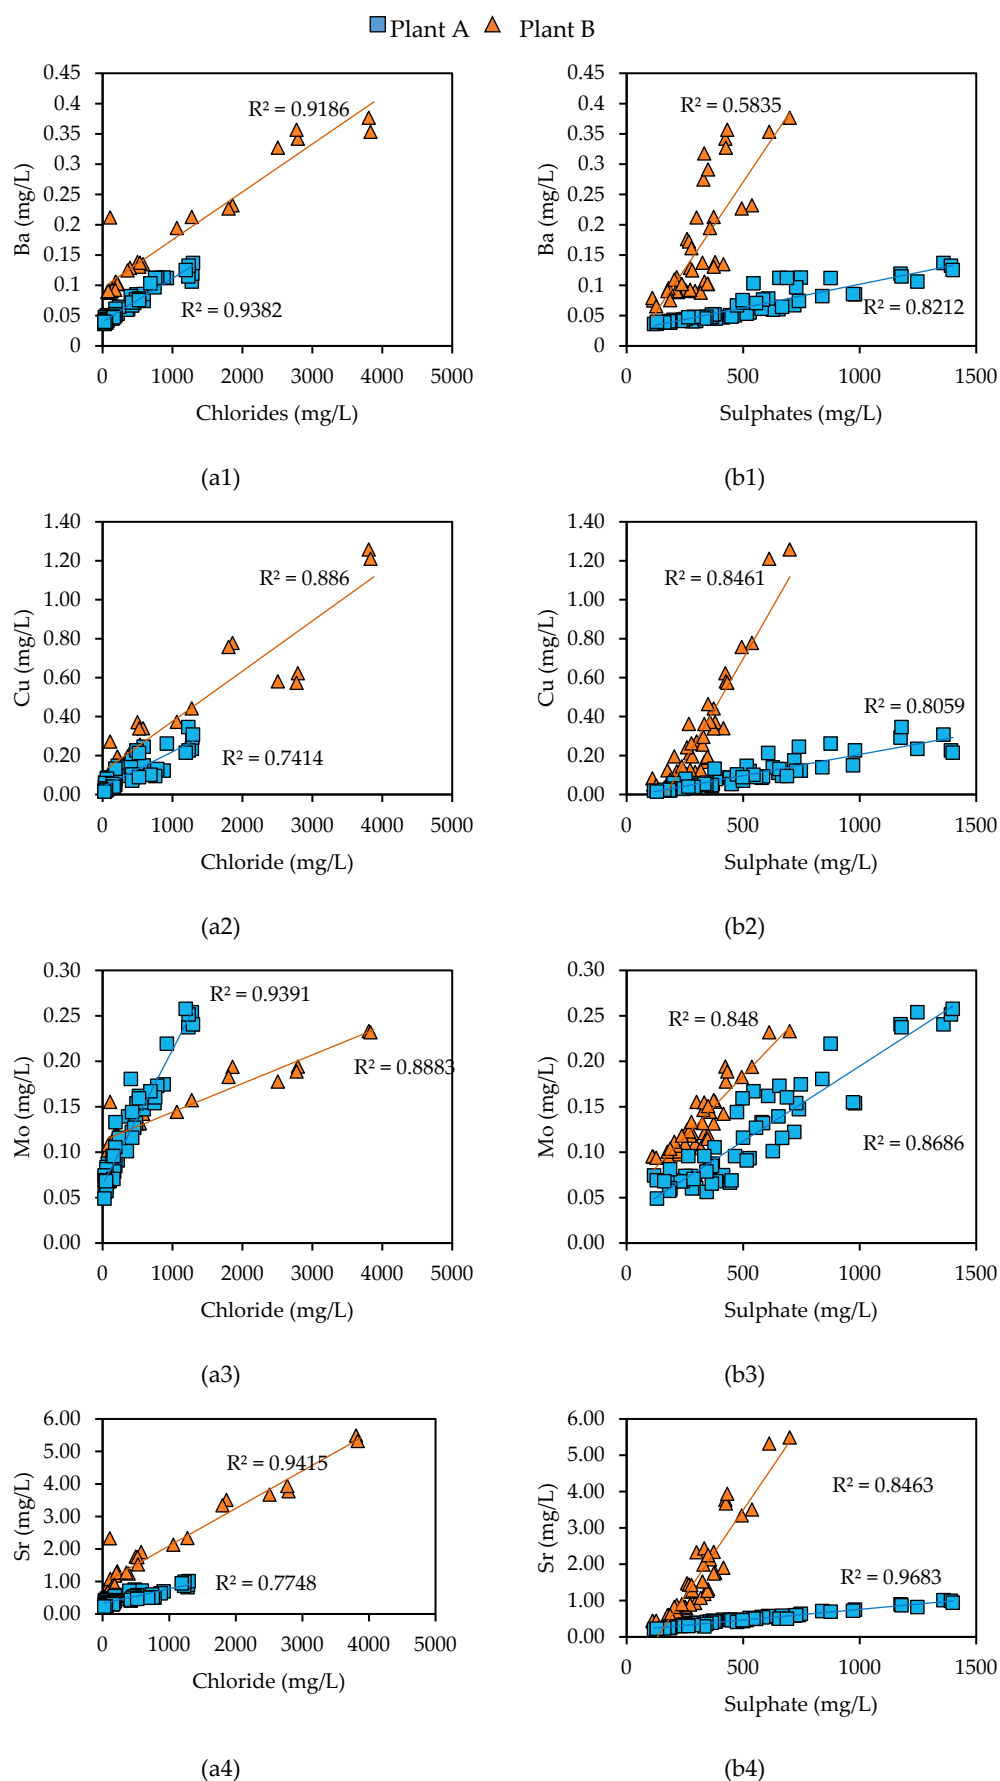 Plant A Plant B
0.45
0.4
0.35
0.3
0.25
0.2
0.15
0.1
0.05
0
Ba (mg/L)
R² = 0.9186
R² = 0.9382
0 1000 2000 3000 4000 5000
Chlorides (mg/L)
(a1)
0.45
0.4
0.35
0.3
0.25
0.2
0.15
0.1
0.05
0
Ba (mg/L)
R² = 0.5835
R² = 0.8212
0 500 1000 1500
Sulphates (mg/L)
(b1)
1.40
1.20
1.00
0.80
0.60
0.40
0.20
0.00
Cu (mg/L)
R² = 0.886
R² = 0.7414
0 1000 2000 3000 4000 5000
Chloride (mg/L)
(a2)
1.40
1.20
1.00
0.80
0.60
0.40
0.20
0.00
Cu (mg/L)
R² = 0.8461
R² = 0.8059
0 500 1000 1500
Sulphate (mg/L)
(b2)
0.30
0.25
0.20
0.15
0.10
0.05
0.00
Mo (mg/L)
R² = 0.9391
R² = 0.8883
0 1000 2000 3000 4000 5000
Chloride (mg/L)
(a3)
0.30
0.25
0.20
0.15
0.10
0.05
0.00
Mo (mg/L)
R² = 0.848
R² = 0.8686
0 500 1000 1500
Sulphate (mg/L)
(b3)
6.00
5.00
4.00
3.00
2.00
1.00
0.00
Sr (mg/L)
R² = 0.9415
R² = 0.7748
0 1000 2000 3000 4000 5000
Chloride (mg/L)
(a4)
6.00
5.00
4.00
3.00
2.00
1.00
0.00
Sr (mg/L)
R² = 0.8463
R² = 0.9683
0 500 1000 1500
Sulphate (mg/L)
(b4)